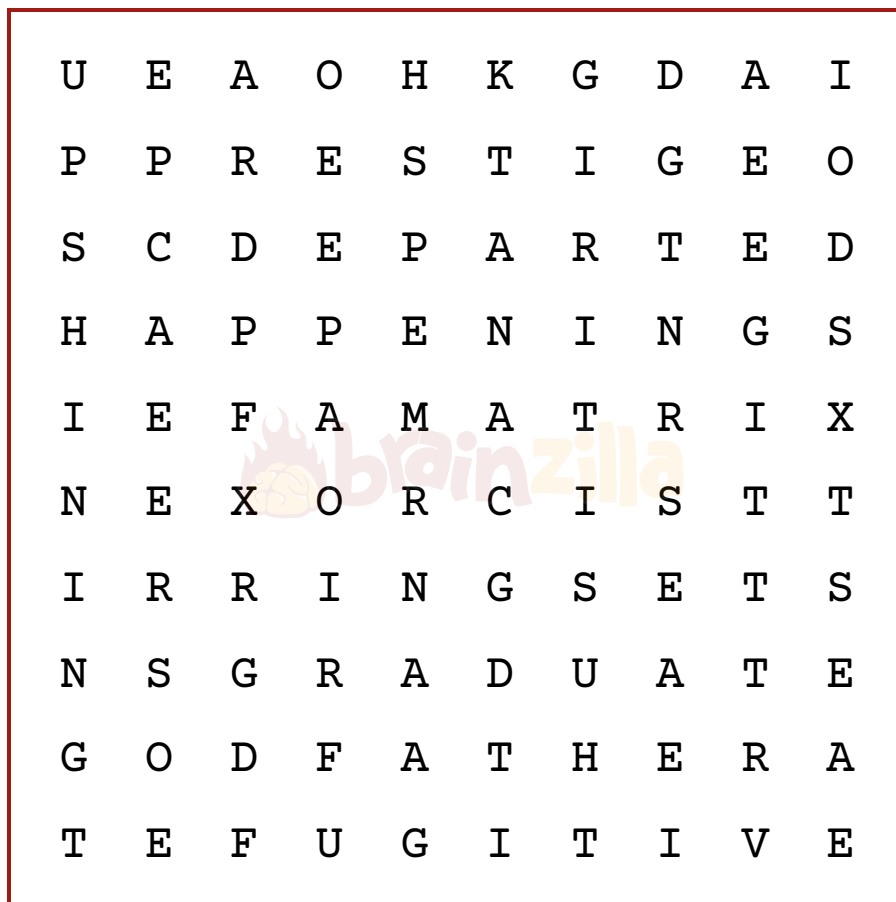 U E A O H K G D A I
P P R E S T I G E O
S C D E P A R T E D
H A P P E N I N G S
I E F A M A T R I X
brainzilla
N E X O R C I S T T
I R R I N G S E T S
N S G R A D U A T E
G O D F A T H E R A
T E F U G I T I V E